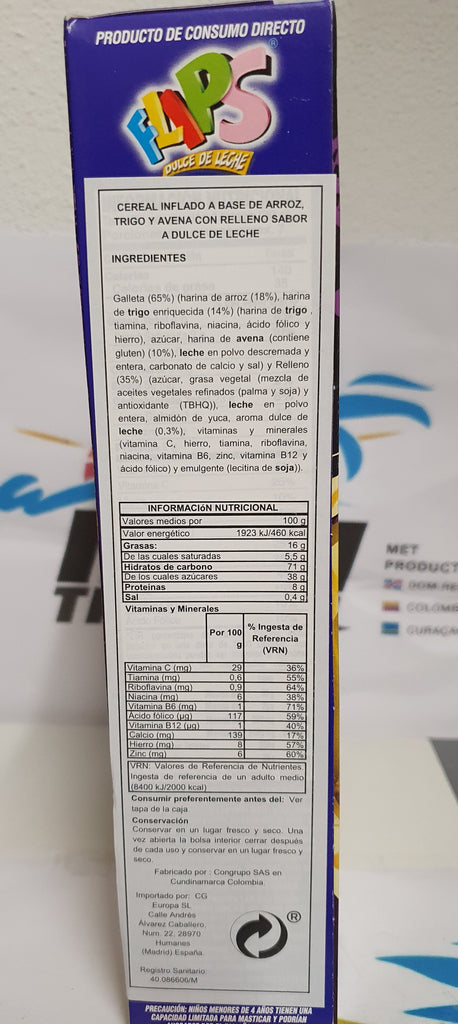 PRODUCTO DE CONSUMO DIRECTO
FLIPS®
DULCE DE LECHE
CEREAL INFLADO A BASE DE ARROZ,
TRIGO Y AVENA CON RELLENO SABOR
A DULCE DE LECHE
INGREDIENTES
Galleta (65%) (harina de arroz (18%), harina
de trigo enriquecida (14%) (harina de trigo ,
tiamina, riboflavina, niacina, ácido fólico y
hierro), azúcar, harina de avena (contiene
gluten) (10%), leche en polvo descremada y
entera, carbonato de calcio y sal) y Relleno
(35%) (azúcar, grasa vegetal (mezcla de
aceites vegetales refinados (palma y soja) y
antioxidante (TBHQ)), leche en polvo
entera, almidón de yuca, aroma dulce de
leche (0,3%), vitaminas y minerales
(vitamina C, hierro, tiamina, riboflavina,
niacina, vitamina B6, zinc, vitamina B12 y
ácido fólico) y emulgente (lecitina de soja)).
INFORMACIóN NUTRICIONAL
Valores medios por 100 g
Valor energético 1923 kJ/460 kcal
Grasas: 16 g
De las cuales saturadas 5,5 g
Hidratos de carbono 71 g
De los cuales azúcares 38 g
Proteinas 8 g
Sal 0,4 g
Vitaminas y Minerales
Por 100 g
% Ingesta de Referencia (VRN)
Vitamina C (mg) 29 36%
Tiamina (mg) 0,6 55%
Riboflavina (mg) 0,9 64%
Niacina (mg) 6 38%
Vitamina B6 (mg) 1 71%
Ácido fólico (µg) 117 59%
Vitamina B12 (µg) 1 40%
Calcio (mg) 139 17%
Hierro (mg) 8 57%
Zinc (mg) 6 60%
VRN: Valores de Referencia de Nutrientes.
Ingesta de referencia de un adulto medio
(8400 kJ/2000 kcal)
Consumir preferentemente antes del: Ver
tapa de la caja
Conservación
Conservar en un lugar fresco y seco. Una
vez abierta la bolsa interior cerrar después
de cada uso y conservar en un lugar fresco y
seco.
Fabricado por : Congrupo SAS en
Cundinamarca Colombia.
Importado por: CG
Europa SL
Calle Andrés
Álvarez Caballero,
Num. 22, 28970.
Humanes
(Madrid) España.
®
Registro Sanitario:
40.086606/M
PRECAUCIÓN: NIÑOS MENORES DE 4 AÑOS TIENEN UNA
CAPACIDAD LIMITADA PARA MASTICAR Y PODRÍAN
MET
PRODUCT
DOM.RE
COLOMB
CURAÇAO